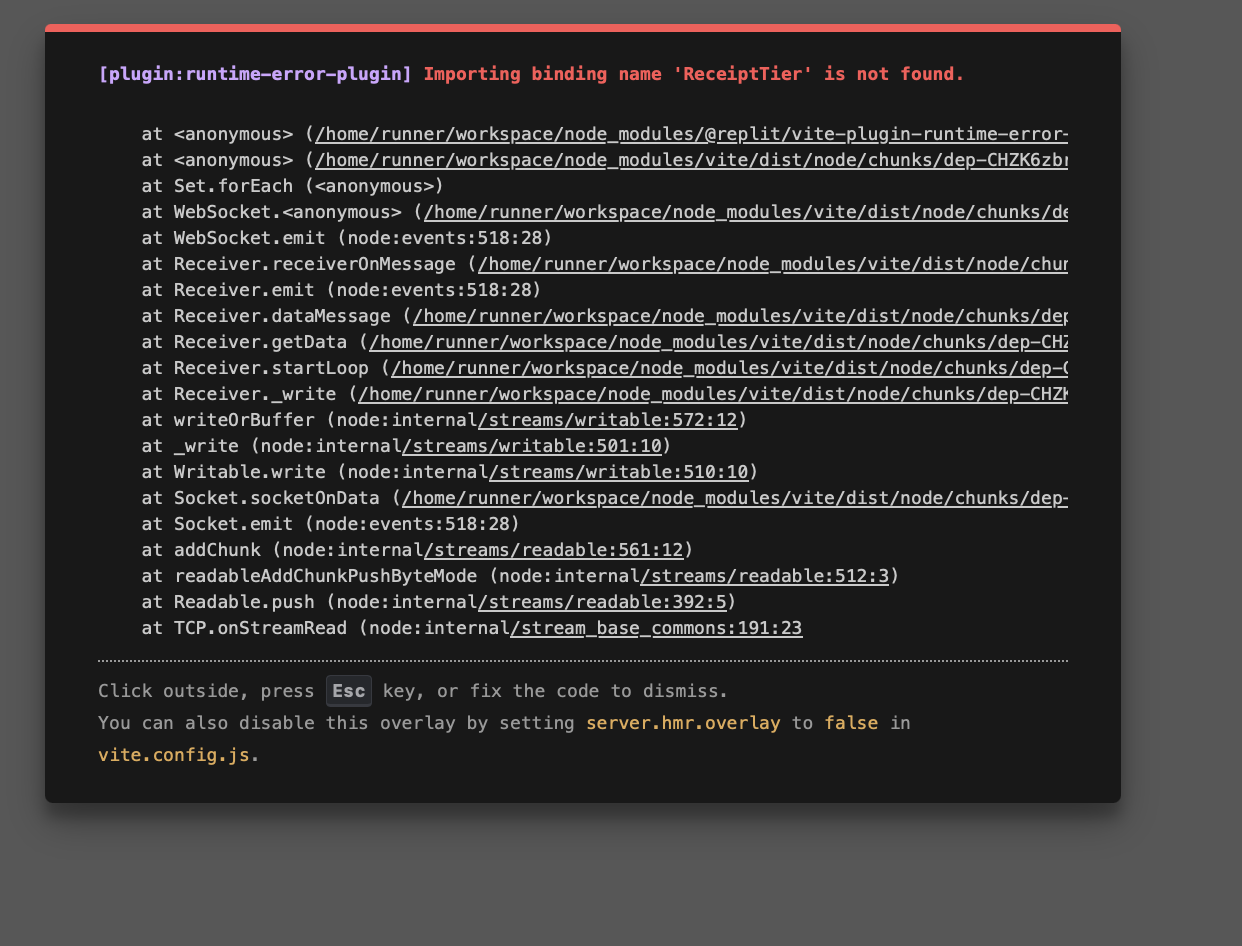 [plugin:runtime-error-plugin] Importing binding name 'ReceiptTier' is not found.
at <anonymous> (/home/runner/workspace/node_modules/@replit/vite-plugin-runtime-error-
at <anonymous> (/home/runner/workspace/node_modules/vite/dist/node/chunks/dep-CHZK6zbr
at Set.forEach (<anonymous>)
at WebSocket.<anonymous> (/home/runner/workspace/node_modules/vite/dist/node/chunks/de
at WebSocket.emit (node:events:518:28)
at Receiver.receiverOnMessage (/home/runner/workspace/node_modules/vite/dist/node/chun
at Receiver.emit (node:events:518:28)
at Receiver.dataMessage (/home/runner/workspace/node_modules/vite/dist/node/chunks/dep
at Receiver.getData (/home/runner/workspace/node_modules/vite/dist/node/chunks/dep-CHZ
at Receiver.startLoop (/home/runner/workspace/node_modules/vite/dist/node/chunks/dep-C
at Receiver._write (/home/runner/workspace/node_modules/vite/dist/node/chunks/dep-CHZK
at writeOrBuffer (node:internal/streams/writable:572:12)
at _write (node:internal/streams/writable:501:10)
at Writable.write (node:internal/streams/writable:510:10)
at Socket.socketOnData (/home/runner/workspace/node_modules/vite/dist/node/chunks/dep-
at Socket.emit (node:events:518:28)
at addChunk (node:internal/streams/readable:561:12)
at readableAddChunkPushByteMode (node:internal/streams/readable:512:3)
at Readable.push (node:internal/streams/readable:392:5)
at TCP.onStreamRead (node:internal/stream_base_commons:191:23
Click outside, press Esc key, or fix the code to dismiss.
You can also disable this overlay by setting server.hmr.overlay to false in
vite.config.js.